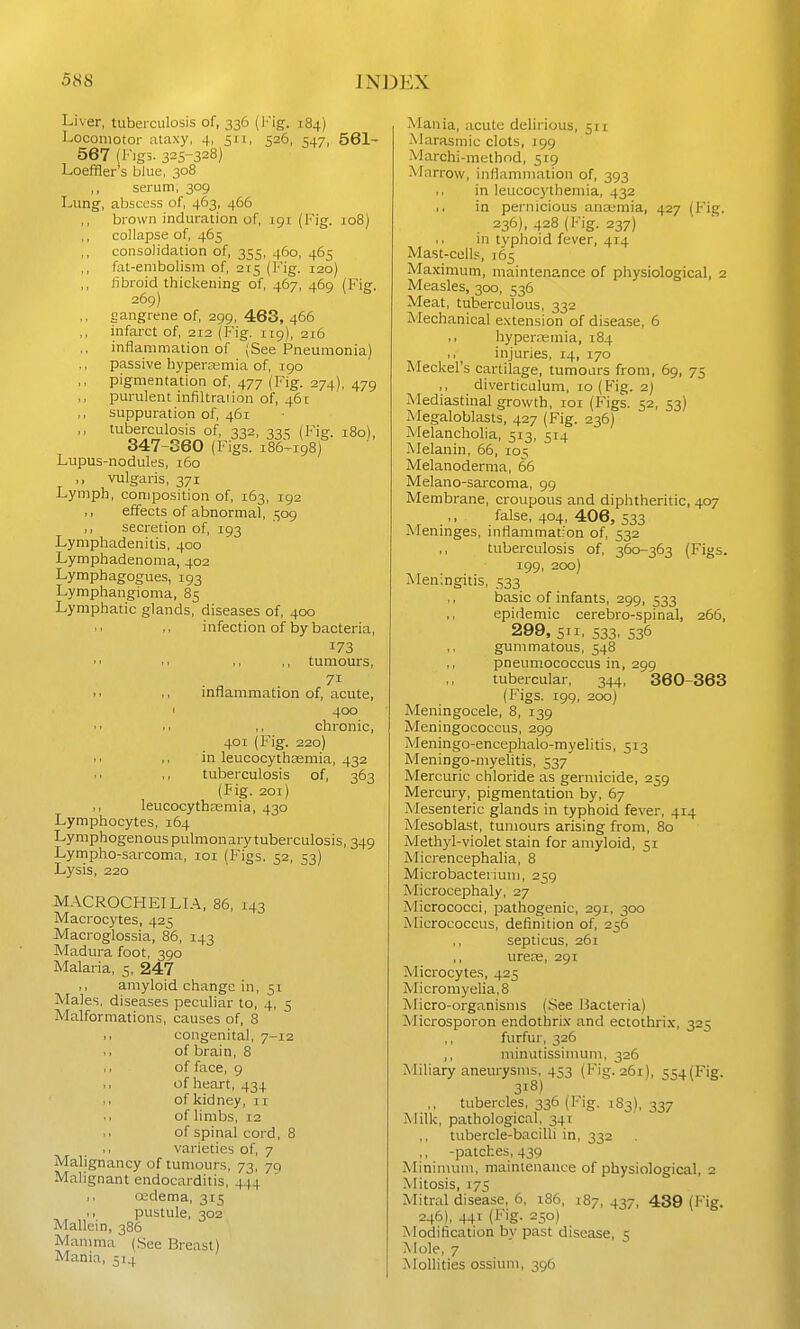 588 INDEX
Liver, tuberculosis of, 336 (Fig. 184)
Locomotor ataxy, 4, 511, 526, 547, 561-
567 (Figs. 325-328)
Loeffler's blue, 308
,, serum, 309
Lung, abscess of, 463, 466
,, brown induration of, 191 (Fig. 108)
,, collapse of, 465
,, consolidation of, 355, 460, 465
,, fat-embolism of, 215 (Fig. 120)
,, fibroid thickening of, 467, 469 (Fig.
269)
,, gangrene of, 299, 463, 466
,, infarct of, 212 (Fig. 119), 216
,, inflammation of (See Pneumonia)
,, passive hyperæmia of, 190
,, pigmentation of, 477 (Fig. 274), 479
,, purulent infiltration of, 461
,, suppuration of, 461
,, tuberculosis of, 332, 335 (Fig. 180),
347-360 (Figs. 186-198)
Lupus-nodules, 160
,, vulgaris, 371
Lymph, composition of, 163, 192
,, effects of abnormal, 509
,, secretion of, 193
Lymphadenitis, 400
Lymphadenoma, 402
Lymphagogues, 193
Lymphangioma, 85
Lymphatic glands, diseases of, 400
,, ,, infection of by bacteria,
173
,, ,, ,, ,, tumours,
71
,, ,, inflammation of, acute,
400
,, ,, ,, chronic,
401 (Fig. 220)
,, ,, in leucocythæmia, 432
,, ,, tuberculosis of, 363
(Fig. 201)
,, leucocythæmia, 430
Lymphocytes, 164
Lymphogenous pulmonary tuberculosis, 349
Lympho-sarcoma, 101 (Figs. 52, 53)
Lysis, 220
MACROCHEILIA, 86, 143
Macrocytes, 425
Macroglossia, 86, 143
Madura foot, 390
Malaria, 5, 247
,, amyloid change in, 51
Males, diseases peculiar to, 4, 5
Malformations, causes of, 8
,, congenital, 7-12
,, of brain, 8
,, of face, 9
,, of heart, 434
,, of kidney, 11
,, of limbs, 12
,, of spinal cord, 8
,, varieties of, 7
Malignancy of tumours, 73, 79
Malignant endocarditis, 444
,, œdema, 315
,, pustule, 302
Mallein, 386
Mamma (See Breast)
Mania, 514
Mania, acute delirious, 511
Marasmic clots, 199
Marchi-method, 519
Marrow, inflammation of, 393
,, in leucocythemia, 432
,, in pernicious anæmia, 427 (Fig.
236), 428 (Fig. 237)
,, in typhoid fever, 414
Mast-cells, 165
Maximum, maintenance of physiological, 2
Measles, 300, 536
Meat, tuberculous, 332
Mechanical extension of disease, 6
,, hyperæmia, 184
,, injuries, 14, 170
Meckel's cartilage, tumours from, 69, 75
,, diverticulum, 10 (Fig. 2)
Mediastinal growth, 101 (Figs. 52, 53)
Megaloblasts, 427 (Fig. 236)
Melancholia, 513, 514
Melanin, 66, 105
Melanoderma, 66
Melano-sarcoma, 99
Membrane, croupous and diphtheritic, 407
,, false, 404, 406, 533
Meninges, inflammation of, 532
,, tuberculosis of, 360-363 (Figs.
199, 200)
Meningitis, 533
,, basic of infants, 299, 533
,, epidemic cerebro-spinal, 266,
299, 511, 533, 536
,, gummatous, 548
,, pneumococcus in, 299
,, tubercular, 344, 360-363
(Figs. 199, 200)
Meningocele, 8, 139
Meningococcus, 299
Meningo-encephalo-myelitis, 513
Meningo-myelitis, 537
Mercuric chloride as germicide, 259
Mercury, pigmentation by, 67
Mesenteric glands in typhoid fever, 414
Mesoblast, tumours arising from, 80
Methyl-violet stain for amyloid, 51
Micrencephalia, 8
Microbacterium, 259
Microcephaly, 27
Micrococci, pathogenic, 291, 300
Micrococcus, definition of, 256
,, septicus, 261
,, ureæ, 291
Microcytes, 425
Micromyelia, 8
Micro-organisms (See Bacteria)
Microsporon endothrix and ectothrix, 325
,, furfur, 326
,, minutissimum, 326
Miliary aneurysms, 453 (Fig. 261), 554 (Fig.
318)
,, tubercles, 336 (Fig. 183), 337
Milk, pathological, 341
,, tubercle-bacilli in, 332
,, -patches, 439
Minimum, maintenance of physiological, 2
Mitosis, 175
Mitral disease, 6, 186, 187, 437, 439 (Fig.
246), 441 (Fig. 250)
Modification by past disease, 5
Mole, 7
Mollities ossium, 396